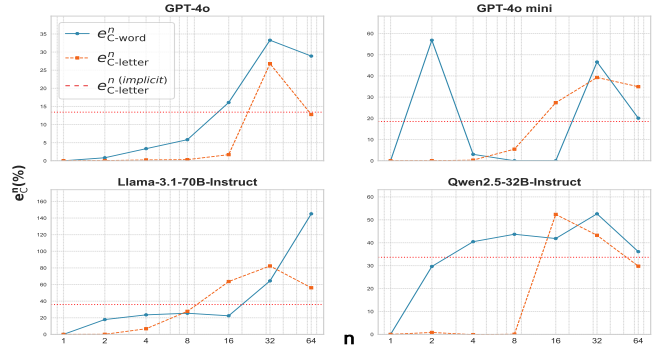 GPT-4o
GPT-4o mini
35
30
25
20
15
10
5
0
e^n_C-word
e^n_C-letter
e^n (implicit)_C-letter
60
50
40
30
20
10
0
e^n_C(%)
Llama-3.1-70B-Instruct
Qwen2.5-32B-Instruct
160
140
120
100
80
60
40
20
0
1 2 4 8 16 32 64
60
50
40
30
20
10
0
1 2 4 8 16 32 64
n